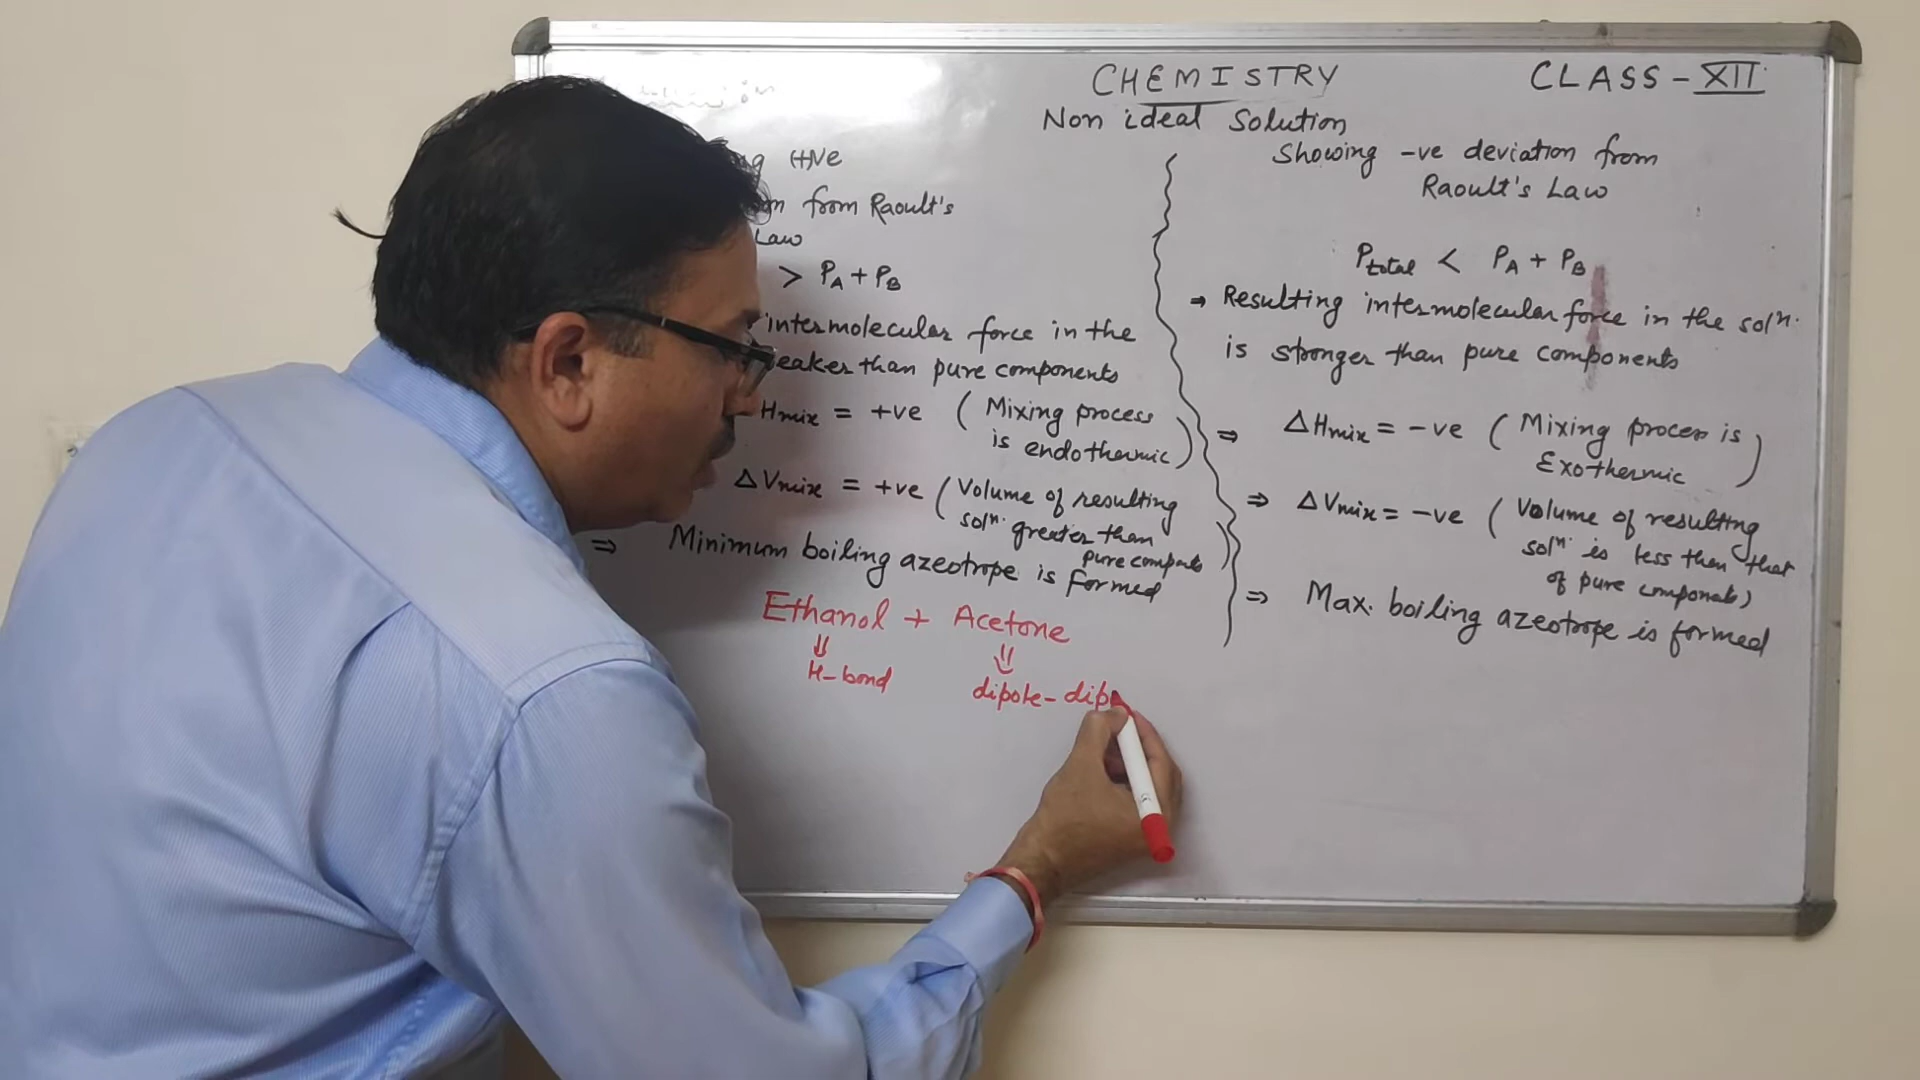 CHEMISTRY
CLASS - XII
Non ideal Solution
+Ve
from Raoult's
Law
> PA + PB
intermolecular force in the
eaker than pure components
Hmix = +ve ( Mixing process
is endothermic )
ΔVmix = +ve ( Volume of resulting
solⁿ. greater than
pure compnts )
⇒ Minimum boiling azeotrope is formed
Ethanol + Acetone
⇓ ⇓
H-bond dipole-dipo
Showing -ve deviation from
Raoult's Law
Ptotal < PA + PB
⇒ Resulting intermolecular force in the solⁿ.
is stronger than pure components
⇒ ΔHmix = -ve ( Mixing process is
Exothermic )
⇒ ΔVmix = -ve ( Volume of resulting
solⁿ. is less then that
of pure componats )
⇒ Max. boiling azeotrope is formed